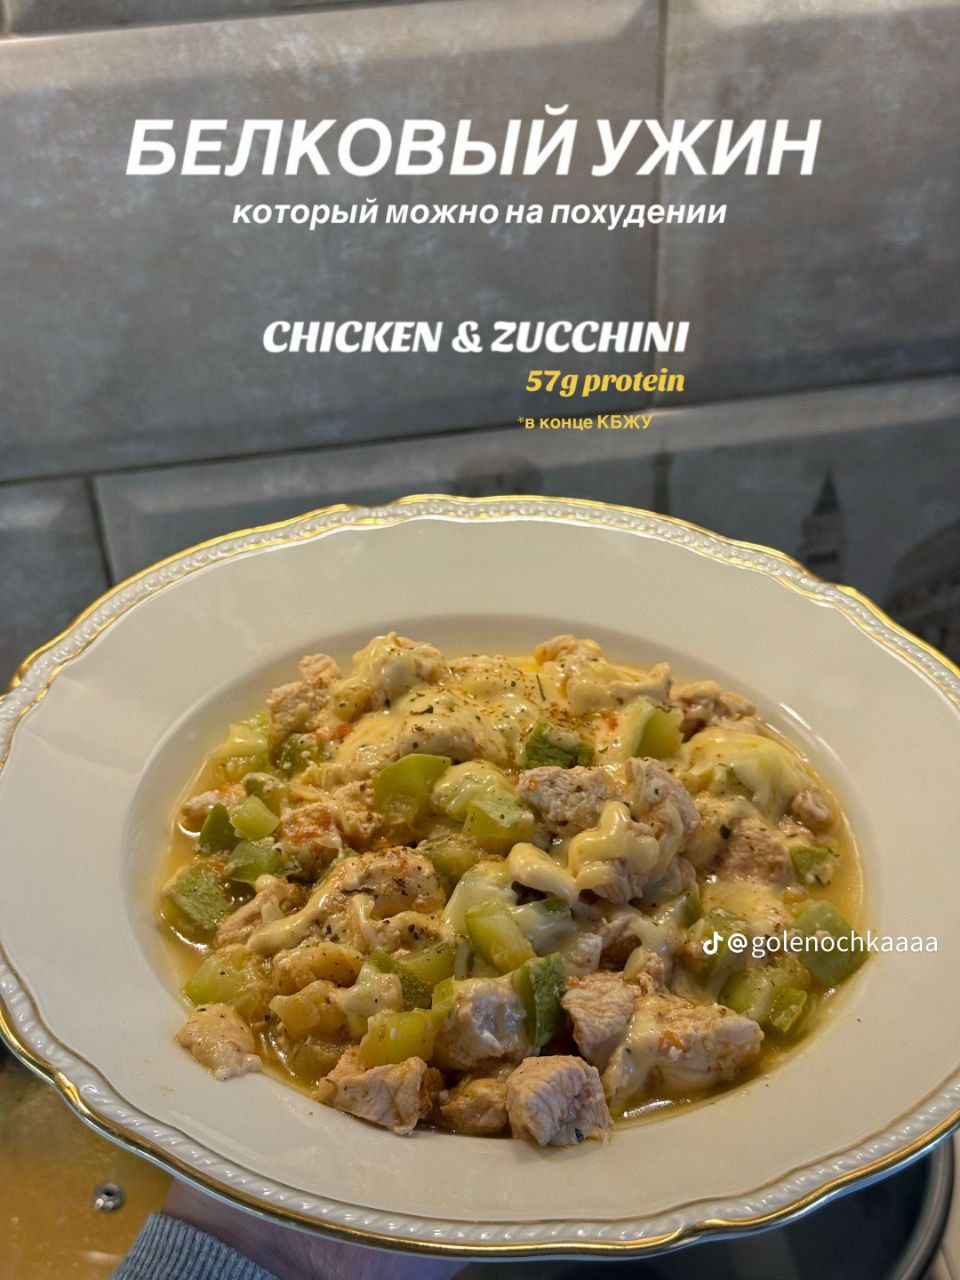 БЕЛКОВЫЙ УЖИН
который можно на похудении
CHICKEN & ZUCCHINI
57g protein
*в конце КБЖУ
@golenochkaaaa